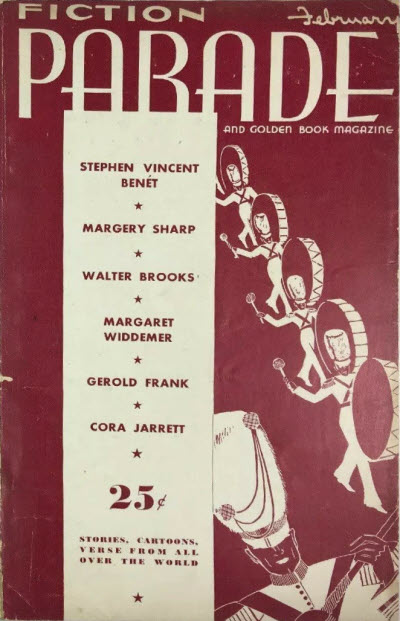 FICTION
February
PARADE
AND GOLDEN BOOK MAGAZINE
STEPHEN VINCENT
BENÉT
★
MARGERY SHARP
★
WALTER BROOKS
★
MARGARET
WIDDEMER
★
GEROLD FRANK
★
CORA JARRETT
★
25¢
STORIES, CARTOONS,
VERSE FROM ALL
OVER THE WORLD
★